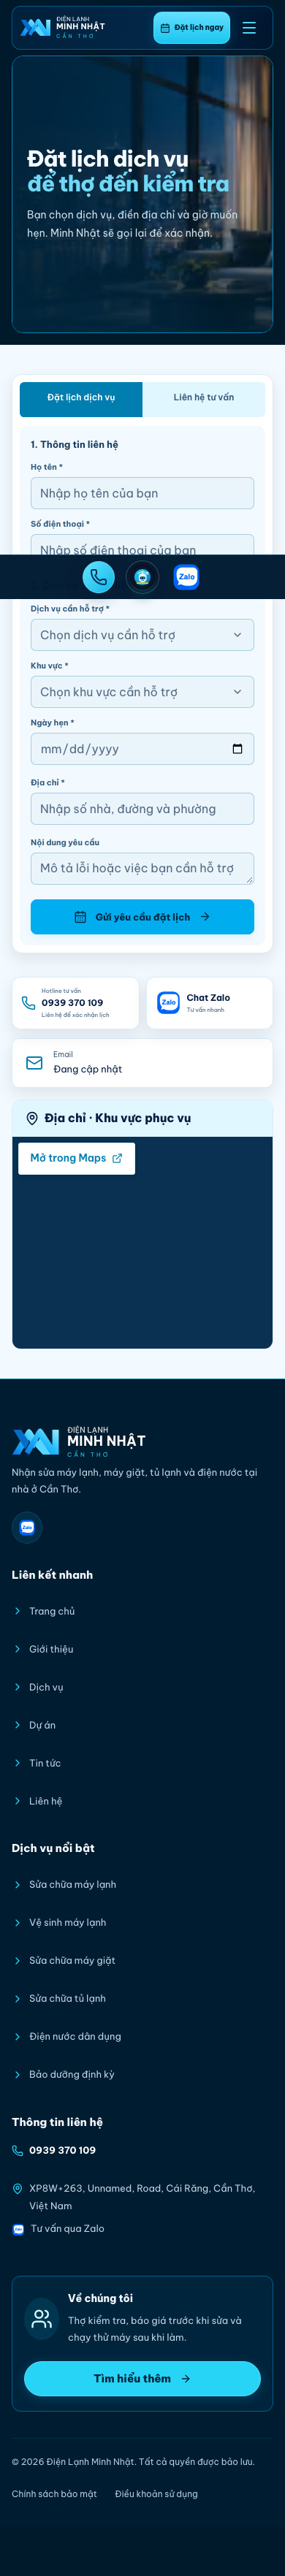 ĐIỆN LẠNH
MINH NHẬT
CẦN THƠ
Đặt lịch ngay
Đặt lịch dịch vụ
để thợ đến kiểm tra
Bạn chọn dịch vụ, điền địa chỉ và giờ muốn
hẹn. Minh Nhật sẽ gọi lại để xác nhận.
Đặt lịch dịch vụ
Liên hệ tư vấn
1. Thông tin liên hệ
Họ tên *
Nhập họ tên của bạn
Số điện thoại *
Nhập số điện thoại của bạn
Zalo
Dịch vụ cần hỗ trợ *
Chọn dịch vụ cần hỗ trợ
Khu vực *
Chọn khu vực cần hỗ trợ
Ngày hẹn *
mm/dd/yyyy
Địa chỉ *
Nhập số nhà, đường và phường
Nội dung yêu cầu
Mô tả lỗi hoặc việc bạn cần hỗ trợ
Gửi yêu cầu đặt lịch
Hotline tư vấn
0939 370 109
Liên hệ để xác nhận lịch
Zalo
Chat Zalo
Tư vấn nhanh
Email
Đang cập nhật
Địa chỉ · Khu vực phục vụ
Mở trong Maps
ĐIỆN LẠNH
MINH NHẬT
CẦN THƠ
Nhận sửa máy lạnh, máy giặt, tủ lạnh và điện nước tại
nhà ở Cần Thơ.
Zalo
Liên kết nhanh
Trang chủ
Giới thiệu
Dịch vụ
Dự án
Tin tức
Liên hệ
Dịch vụ nổi bật
Sửa chữa máy lạnh
Vệ sinh máy lạnh
Sửa chữa máy giặt
Sửa chữa tủ lạnh
Điện nước dân dụng
Bảo dưỡng định kỳ
Thông tin liên hệ
0939 370 109
XP8W+263, Unnamed, Road, Cái Răng, Cần Thơ,
Việt Nam
Tư vấn qua Zalo
Về chúng tôi
Thợ kiểm tra, báo giá trước khi sửa và
chạy thử máy sau khi làm.
Tìm hiểu thêm
© 2026 Điện Lạnh Minh Nhật. Tất cả quyền được bảo lưu.
Chính sách bảo mật
Điều khoản sử dụng